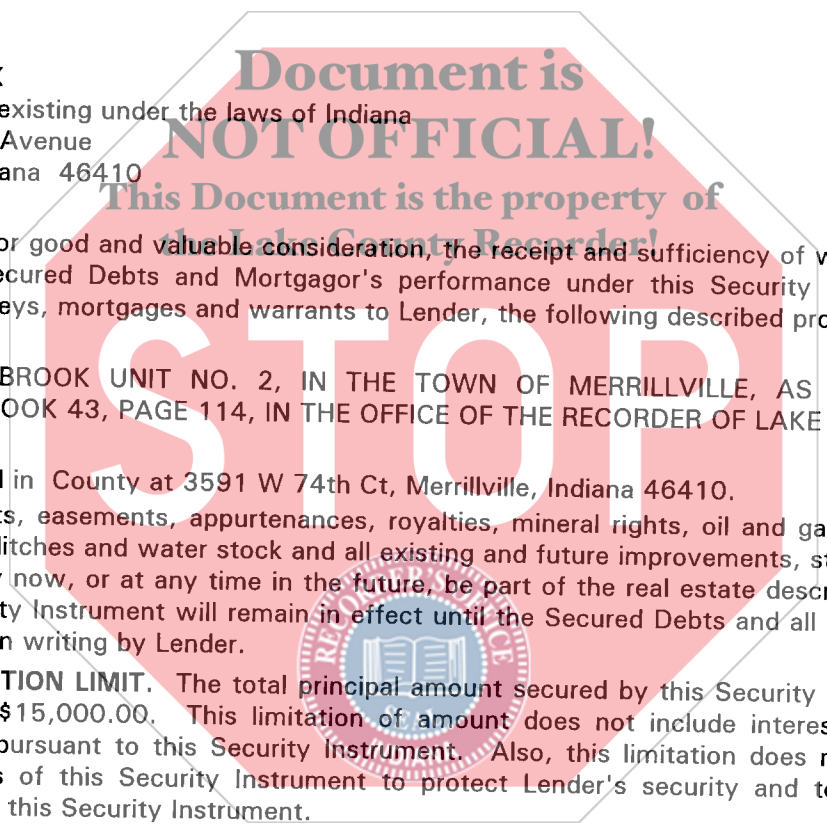 Document is
existing under the laws of Indiana
Avenue
NOT OFFICIAL!
ana 46410
This Document is the property of
the Lake County Recorder!
or good and valuable consideration, the receipt and sufficiency of w
ecured Debts and Mortgagor's performance under this Security
eys, mortgages and warrants to Lender, the following described pro
STOP
BROOK UNIT NO. 2, IN THE TOWN OF MERRILLVILLE, AS
OOK 43, PAGE 114, IN THE OFFICE OF THE RECORDER OF LAKE
in County at 3591 W 74th Ct, Merrillville, Indiana 46410.
ts, easements, appurtenances, royalties, mineral rights, oil and ga
litches and water stock and all existing and future improvements, st
now, or at any time in the future, be part of the real estate descr
ty Instrument will remain in effect until the Secured Debts and all
n writing by Lender.
RECORDER'S OFFICE
SEAL
TION LIMIT. The total principal amount secured by this Security
$15,000.00. This limitation of amount does not include interes
pursuant to this Security Instrument. Also, this limitation does n
s of this Security Instrument to protect Lender's security and to
this Security Instrument.